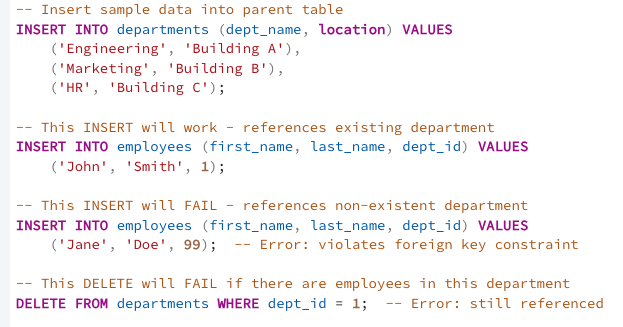 -- Insert sample data into parent table
INSERT INTO departments (dept_name, location) VALUES
    ('Engineering', 'Building A'),
    ('Marketing', 'Building B'),
    ('HR', 'Building C');

-- This INSERT will work - references existing department
INSERT INTO employees (first_name, last_name, dept_id) VALUES
    ('John', 'Smith', 1);

-- This INSERT will FAIL - references non-existent department
INSERT INTO employees (first_name, last_name, dept_id) VALUES
    ('Jane', 'Doe', 99);  -- Error: violates foreign key constraint

-- This DELETE will FAIL if there are employees in this department
DELETE FROM departments WHERE dept_id = 1;  -- Error: still referenced